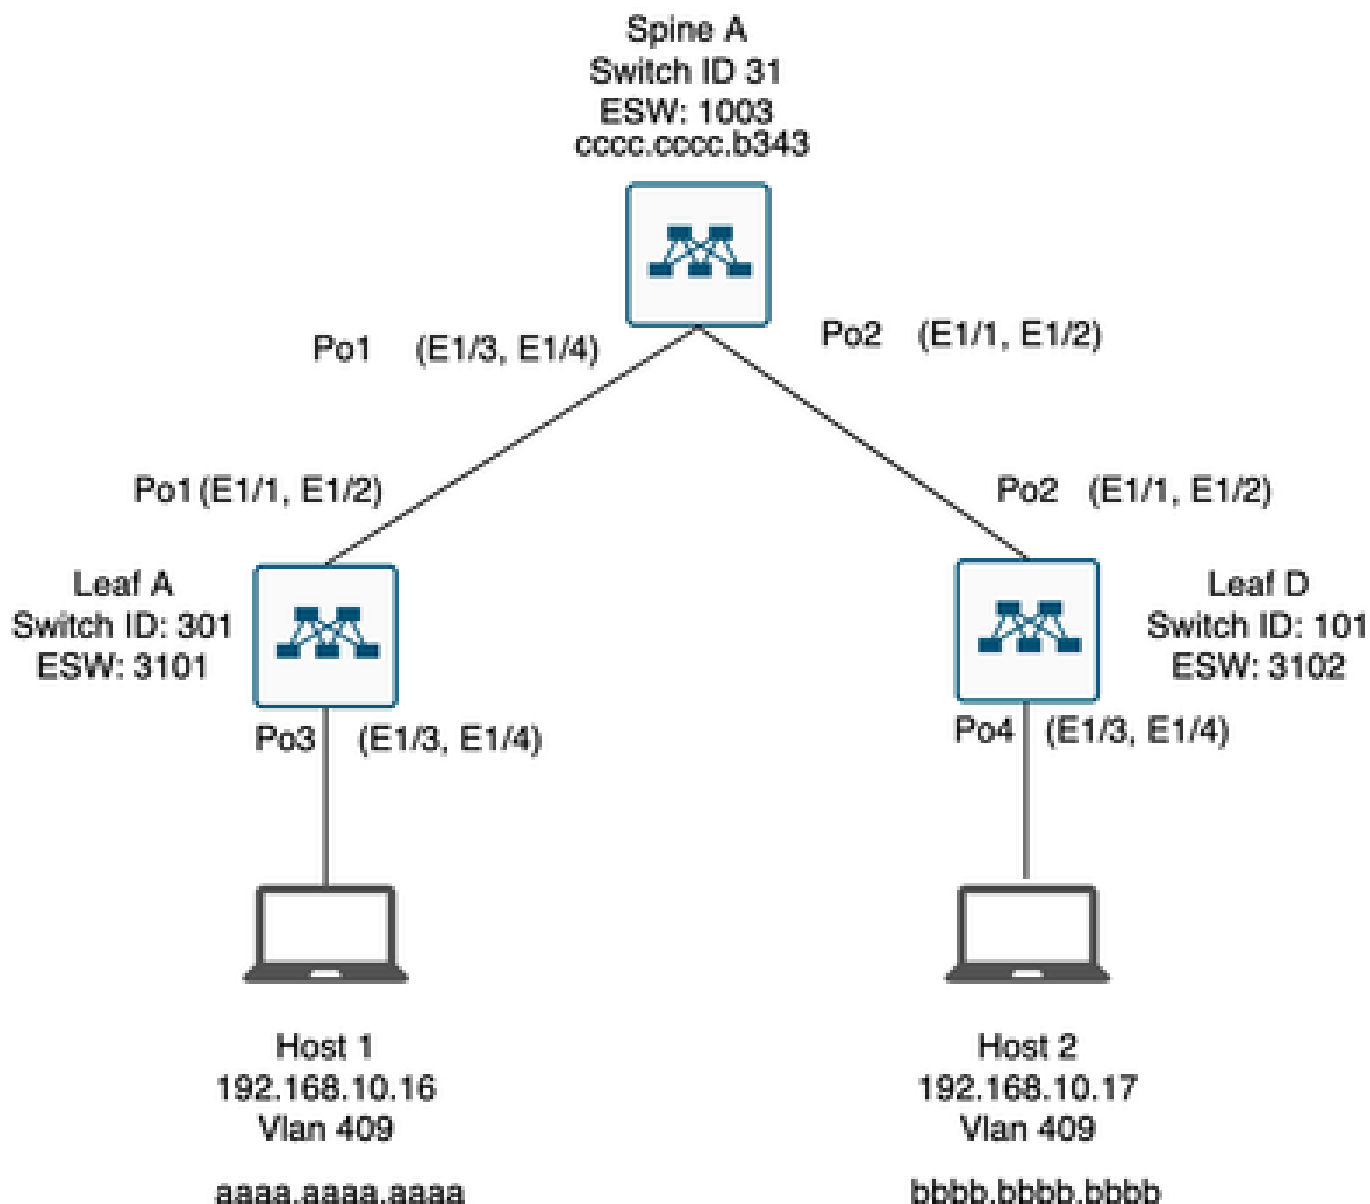 Spine A
Switch ID 31
ESW: 1003
cccc.cccc.b343
Po1 (E1/3, E1/4)
Po2 (E1/1, E1/2)
Po1 (E1/1, E1/2)
Po2 (E1/1, E1/2)
Leaf A
Switch ID: 301
ESW: 3101
Leaf D
Switch ID: 101
ESW: 3102
Po3 (E1/3, E1/4)
Po4 (E1/3, E1/4)
Host 1
192.168.10.16
Vlan 409
aaaa.aaaa.aaaa
Host 2
192.168.10.17
Vlan 409
bbbb.bbbb.bbbb